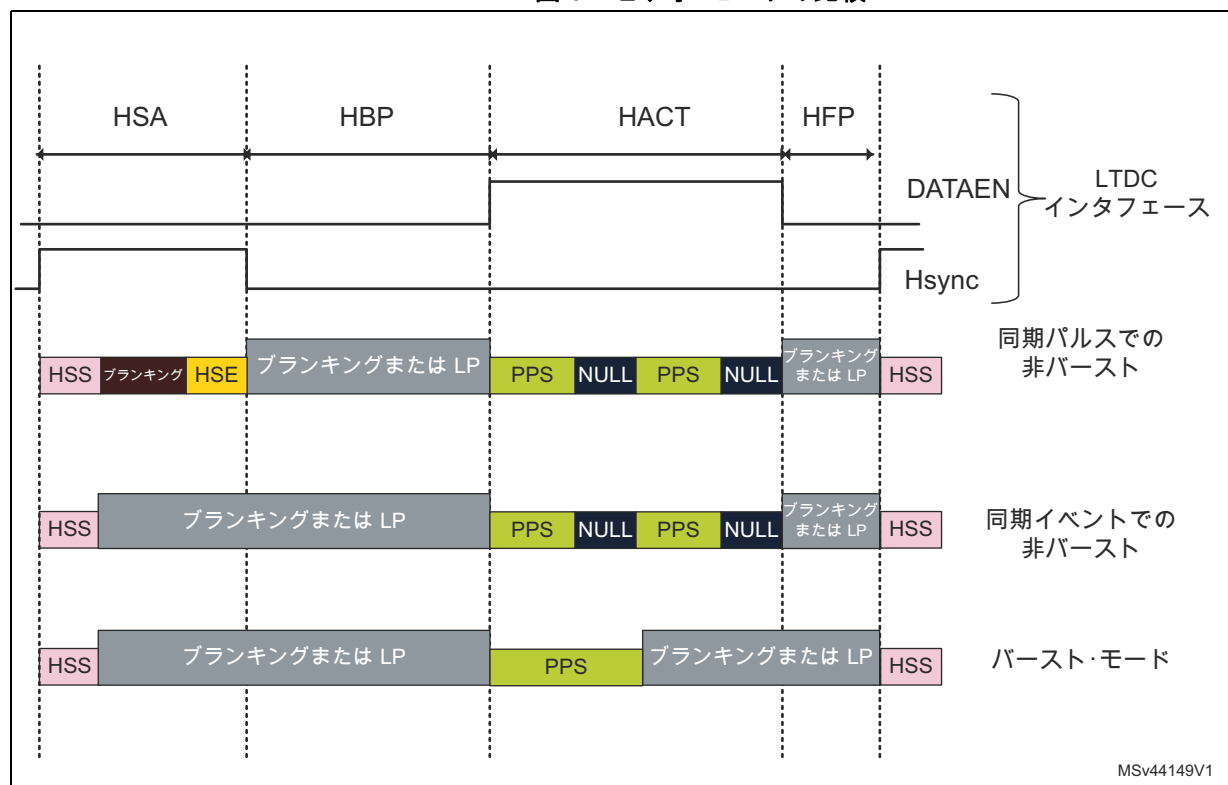 HSA HBP HACT HFP
DATAEN
LTDC
インタフェース
Hsync
同期パルスでの
非バースト
HSS ブランキング HSE ブランキングまたは LP PPS NULL PPS NULL ブランキング
または LP HSS
同期イベントでの
非バースト
HSS ブランキングまたは LP PPS NULL PPS NULL ブランキング
または LP HSS
HSS ブランキングまたは LP PPS ブランキングまたは LP HSS バースト・モード
MSv44149V1